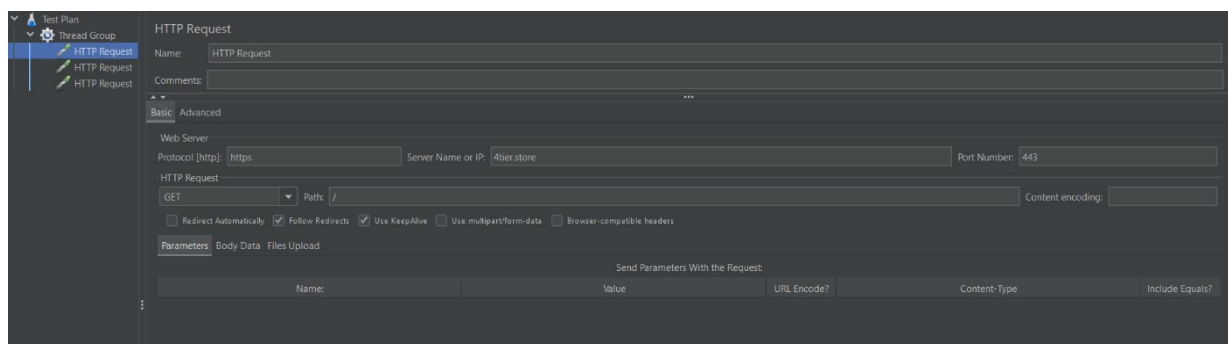 Test Plan
Thread Group
HTTP Request
HTTP Request
HTTP Request
HTTP Request
Name: HTTP Request
Comments:
Basic Advanced
Web Server
Protocol [http]: https Server Name or IP: 4tier.store Port Number: 443
HTTP Request
GET Path: / Content encoding:
Redirect Automatically Follow Redirects Use KeepAlive Use multipart/form-data Browser-compatible headers
Parameters Body Data Files Upload
Send Parameters With the Request:
Name: Value URL Encode? Content-Type Include Equals?